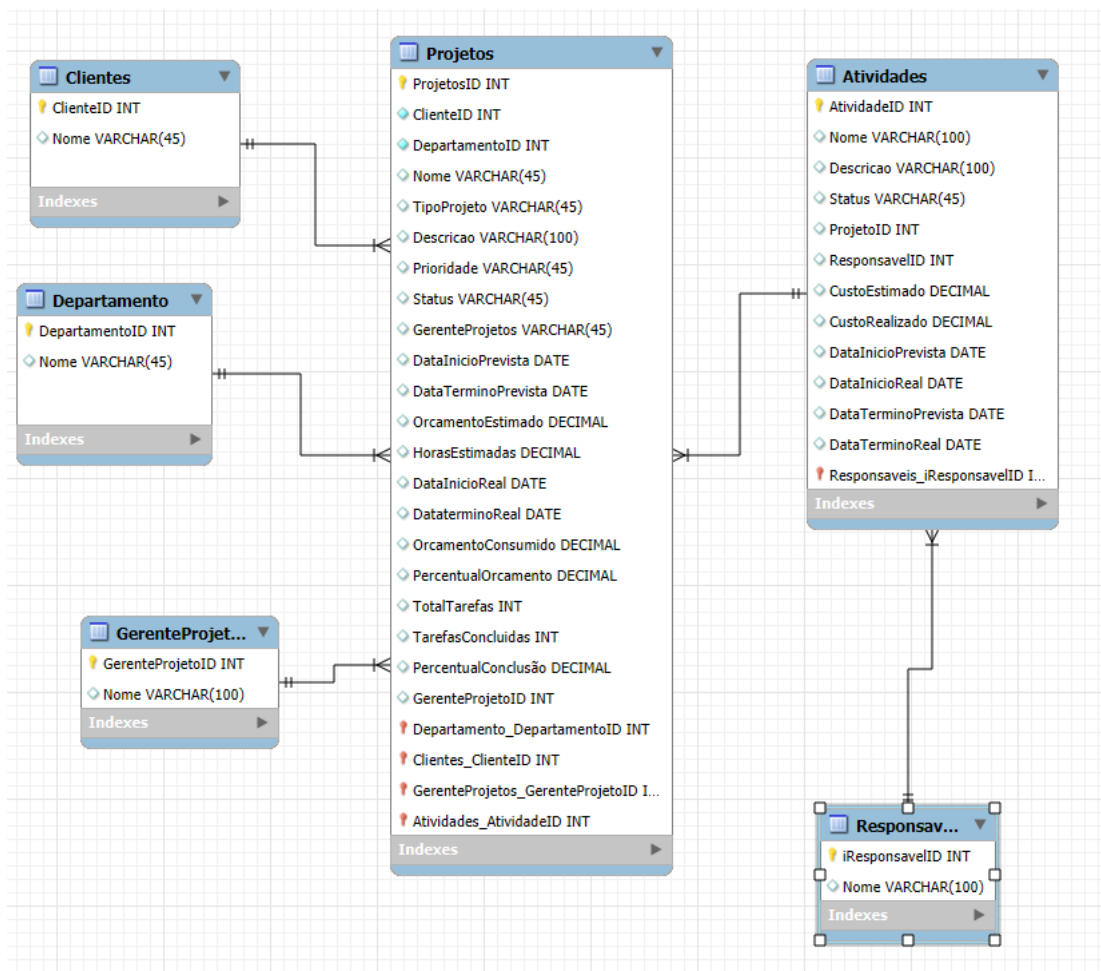 Clientes
ClienteID INT
Nome VARCHAR(45)
Indexes
Departamento
DepartamentoID INT
Nome VARCHAR(45)
Indexes
GerenteProjet...
GerenteProjetoID INT
Nome VARCHAR(100)
Indexes
Projetos
ProjetosID INT
ClienteID INT
DepartamentoID INT
Nome VARCHAR(45)
TipoProjeto VARCHAR(45)
Descricao VARCHAR(100)
Prioridade VARCHAR(45)
Status VARCHAR(45)
GerenteProjetos VARCHAR(45)
DataInicioPrevista DATE
DataTerminoPrevista DATE
OrcamentoEstimado DECIMAL
HorasEstimadas DECIMAL
DataInicioReal DATE
DataterminoReal DATE
OrcamentoConsumido DECIMAL
PercentualOrcamento DECIMAL
TotalTarefas INT
TarefasConcluidas INT
PercentualConclusão DECIMAL
GerenteProjetoID INT
Departamento_DepartamentoID INT
Clientes_ClienteID INT
GerenteProjetos_GerenteProjetoID I...
Atividades_AtividadeID INT
Indexes
Atividades
AtividadeID INT
Nome VARCHAR(100)
Descricao VARCHAR(100)
Status VARCHAR(45)
ProjetoID INT
ResponsavelID INT
CustoEstimado DECIMAL
CustoRealizado DECIMAL
DataInicioPrevista DATE
DataInicioReal DATE
DataTerminoPrevista DATE
DataTerminoReal DATE
Responsaveis_iResponsavelID I...
Indexes
Responsav...
iResponsavelID INT
Nome VARCHAR(100)
Indexes